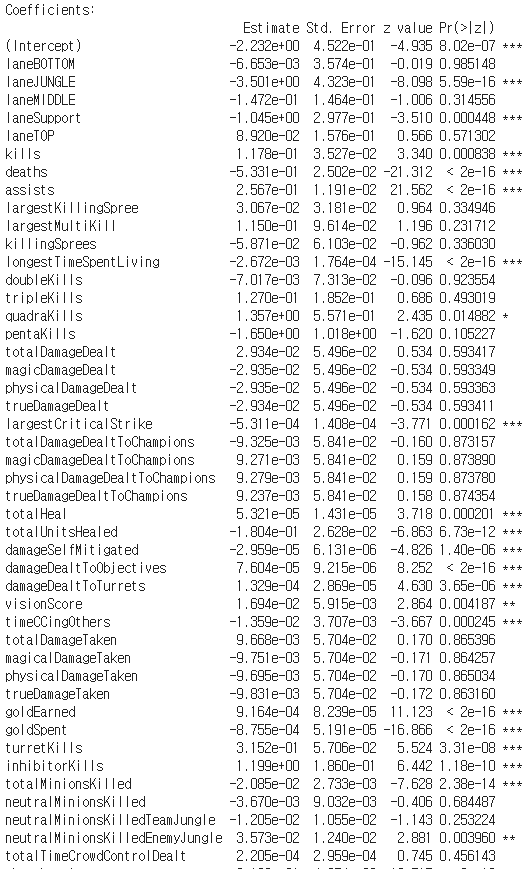 Coefficients:
Estimate Std. Error z value Pr(>|z|)
(Intercept) -2.232e+00 4.522e-01 -4.935 8.02e-07 ***
laneBOTTOM -6.653e-03 3.574e-01 -0.019 0.985148
laneJUNGLE -3.501e+00 4.323e-01 -8.098 5.59e-16 ***
laneMIDDLE -1.472e-01 1.464e-01 -1.006 0.314556
laneSupport -1.045e+00 2.977e-01 -3.510 0.000448 ***
laneTOP 8.920e-02 1.576e-01 0.566 0.571302
kills 1.178e-01 3.527e-02 3.340 0.000838 ***
deaths -5.331e-01 2.502e-02 -21.312 < 2e-16 ***
assists 2.567e-01 1.191e-02 21.562 < 2e-16 ***
largestKillingSpree 3.067e-02 3.181e-02 0.964 0.334946
largestMultiKill 1.150e-01 9.614e-02 1.196 0.231712
killingSprees -5.871e-02 6.103e-02 -0.962 0.336030
longestTimeSpentLiving -2.672e-03 1.764e-04 -15.145 < 2e-16 ***
doubleKills -7.017e-03 7.313e-02 -0.096 0.923554
tripleKills 1.270e-01 1.852e-01 0.686 0.493019
quadraKills 1.357e+00 5.571e-01 2.435 0.014882 *
pentaKills -1.650e+00 1.018e+00 -1.620 0.105227
totalDamageDealt 2.934e-02 5.496e-02 0.534 0.593417
magicDamageDealt -2.935e-02 5.496e-02 -0.534 0.593349
physicalDamageDealt -2.935e-02 5.496e-02 -0.534 0.593363
trueDamageDealt -2.934e-02 5.496e-02 -0.534 0.593411
largestCriticalStrike -5.311e-04 1.408e-04 -3.771 0.000162 ***
totalDamageDealtToChampions -9.325e-03 5.841e-02 -0.160 0.873157
magicDamageDealtToChampions 9.271e-03 5.841e-02 0.159 0.873890
physicalDamageDealtToChampions 9.279e-03 5.841e-02 0.159 0.873780
trueDamageDealtToChampions 9.237e-03 5.841e-02 0.158 0.874354
totalHeal 5.321e-05 1.431e-05 3.718 0.000201 ***
totalUnitsHealed -1.804e-01 2.628e-02 -6.863 6.73e-12 ***
damageSelfMitigated -2.959e-05 6.131e-06 -4.826 1.40e-06 ***
damageDealtToObjectives 7.604e-05 9.215e-06 8.252 < 2e-16 ***
damageDealtToTurrets 1.329e-04 2.869e-05 4.630 3.65e-06 ***
visionScore 1.694e-02 5.915e-03 2.864 0.004187 **
timeCCingOthers -1.359e-02 3.707e-03 -3.667 0.000245 ***
totalDamageTaken 9.668e-03 5.704e-02 0.170 0.865396
magicalDamageTaken -9.751e-03 5.704e-02 -0.171 0.864257
physicalDamageTaken -9.695e-03 5.704e-02 -0.170 0.865034
trueDamageTaken -9.831e-03 5.704e-02 -0.172 0.863160
goldEarned 9.164e-04 8.239e-05 11.123 < 2e-16 ***
goldSpent -8.755e-04 5.191e-05 -16.866 < 2e-16 ***
turretKills 3.152e-01 5.706e-02 5.524 3.31e-08 ***
inhibitorKills 1.199e+00 1.860e-01 6.442 1.18e-10 ***
totalMinionsKilled -2.085e-02 2.733e-03 -7.628 2.38e-14 ***
neutralMinionsKilled -3.670e-03 9.032e-03 -0.406 0.684487
neutralMinionsKilledTeamJungle -1.205e-02 1.055e-02 -1.143 0.253224
neutralMinionsKilledEnemyJungle 3.573e-02 1.240e-02 2.881 0.003960 **
totalTimeCrowdControlDealt 2.205e-04 2.959e-04 0.745 0.456143